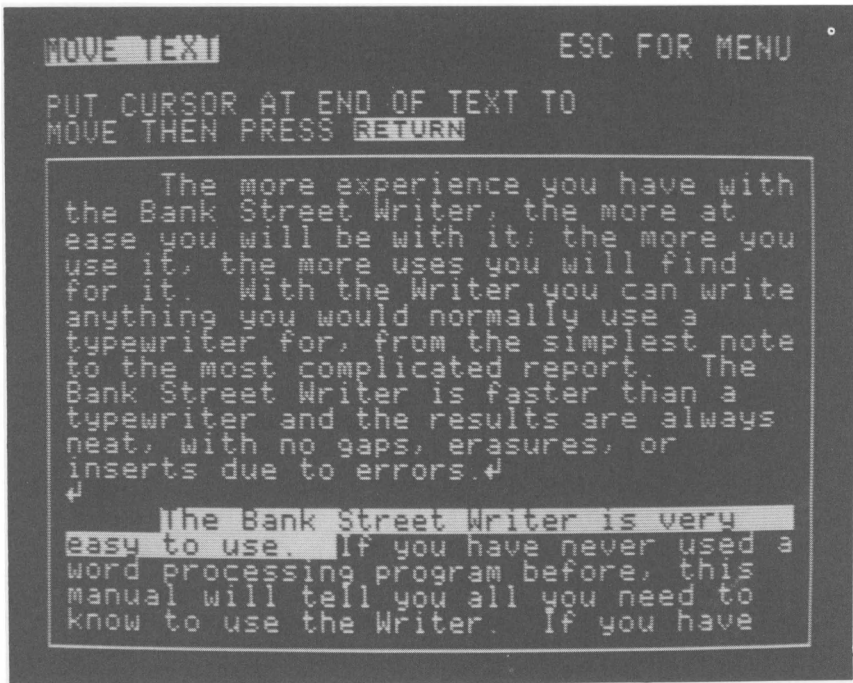 MOVE TEXT ESC FOR MENU
PUT CURSOR AT END OF TEXT TO
MOVE THEN PRESS RETURN
The more experience you have with
the Bank Street Writer, the more at
ease you will be with it; the more you
use it, the more uses you will find
for it. With the Writer you can write
anything you would normally use a
typewriter for, from the simplest note
to the most complicated report. The
Bank Street Writer is faster than a
typewriter and the results are always
neat, with no gaps, erasures, or
inserts due to errors.↵
↵
The Bank Street Writer is very
easy to use. If you have never used a
word processing program before, this
manual will tell you all you need to
know to use the Writer. If you have